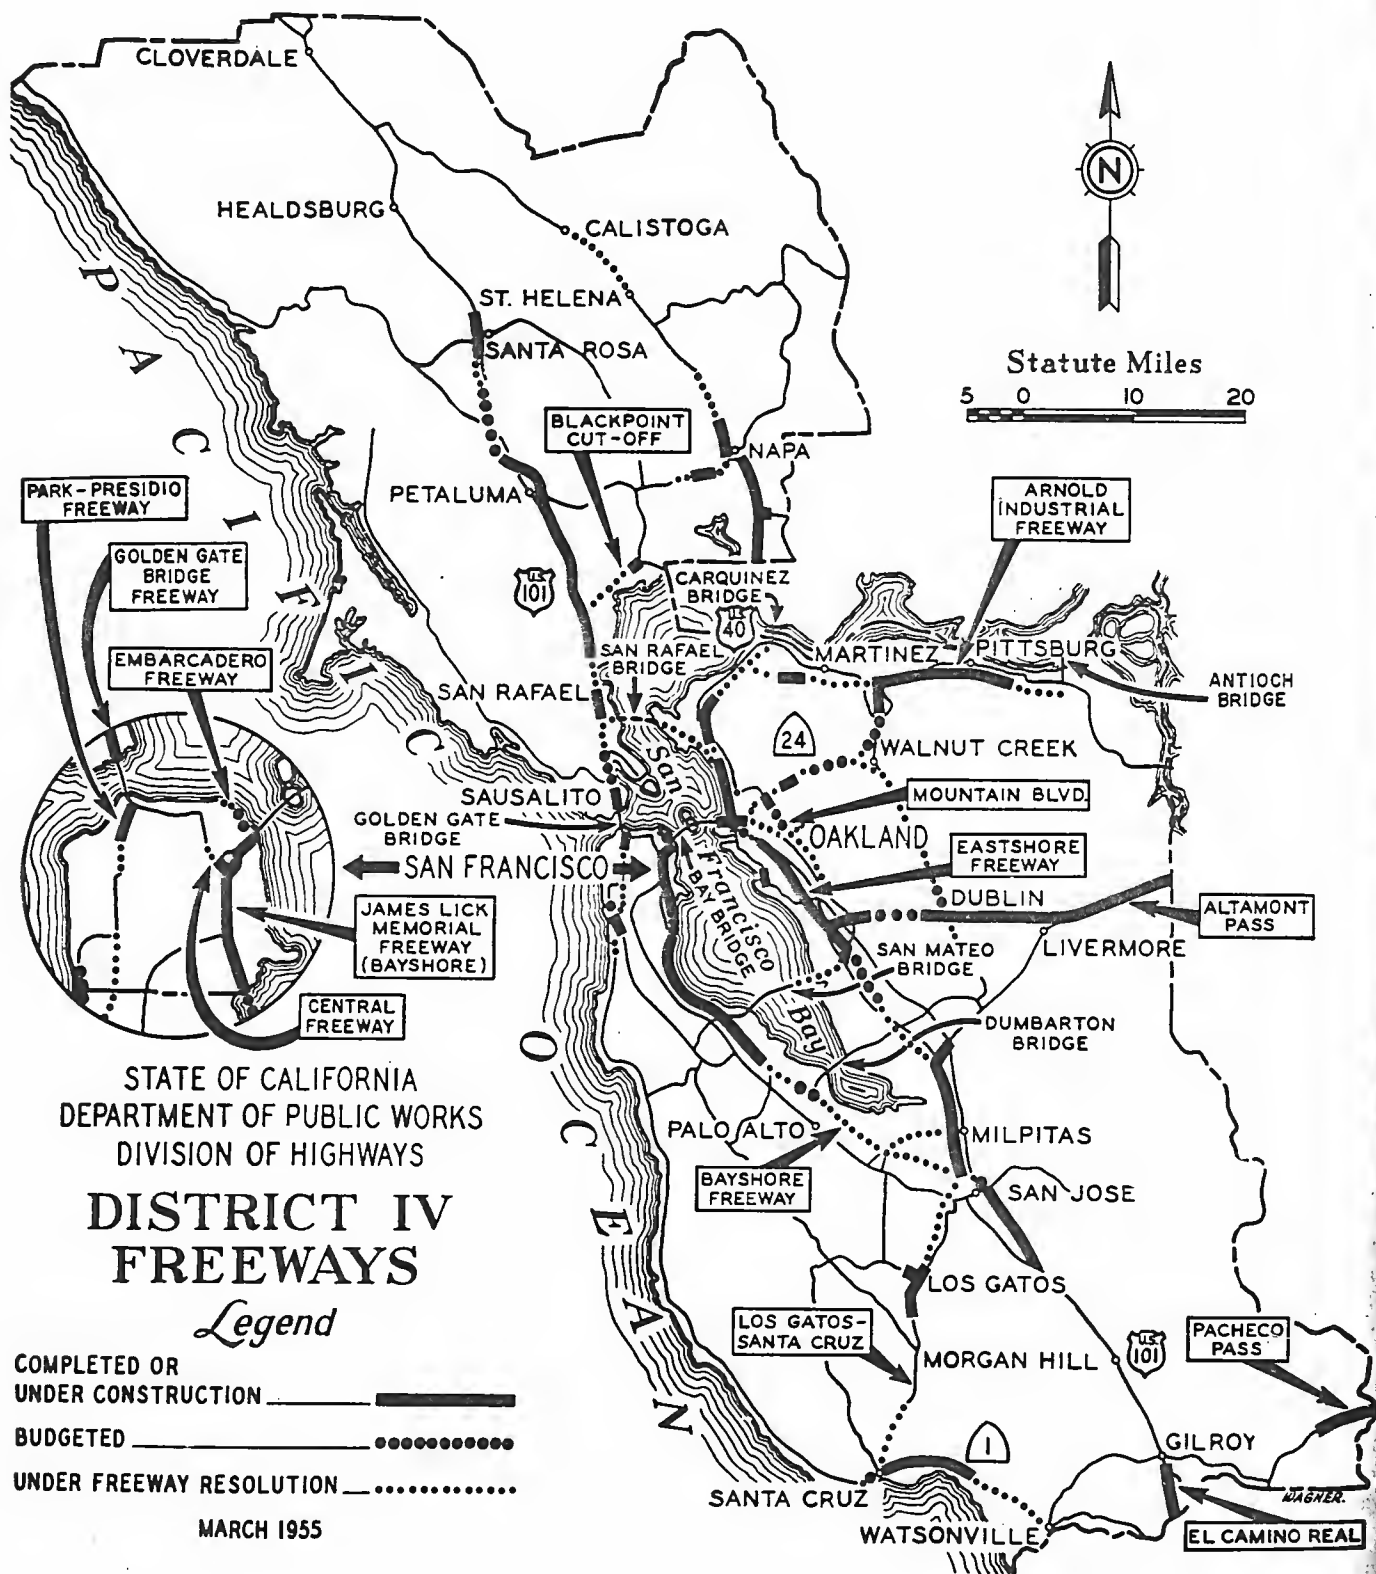 CLOVERDALE
HEALDSBURG
CALISTOGA
ST. HELENA
SANTA ROSA
N
Statute Miles
5 0 10 20
BLACKPOINT
CUT-OFF
NAPA
PETALUMA
PARK-PRESIDIO
FREEWAY
GOLDEN GATE
BRIDGE
FREEWAY
EMBARCADERO
FREEWAY
ARNOLD
INDUSTRIAL
FREEWAY
U.S.
101
CARQUINEZ
BRIDGE
U.S.
40
SAN RAFAEL
BRIDGE
MARTINEZ
PITTSBURG
ANTIOCH
BRIDGE
SAN RAFAEL
24
WALNUT CREEK
SAUSALITO
MOUNTAIN BLVD.
GOLDEN GATE
BRIDGE
OAKLAND
SAN FRANCISCO
EASTSHORE
FREEWAY
BAY BRIDGE
San
Francisco
Bay
DUBLIN
ALTAMONT
PASS
JAMES LICK
MEMORIAL
FREEWAY
(BAYSHORE)
LIVERMORE
SAN MATEO
BRIDGE
CENTRAL
FREEWAY
DUMBARTON
BRIDGE
PACIFIC
OCEAN
PALO ALTO
MILPITAS
BAYSHORE
FREEWAY
SAN JOSE
LOS GATOS
LOS GATOS-
SANTA CRUZ
MORGAN HILL
U.S.
101
PACHECO
PASS
1
GILROY
SANTA CRUZ
WATSONVILLE
WAGNER.
EL CAMINO REAL
STATE OF CALIFORNIA
DEPARTMENT OF PUBLIC WORKS
DIVISION OF HIGHWAYS
DISTRICT IV
FREEWAYS
Legend
COMPLETED OR
UNDER CONSTRUCTION
BUDGETED
UNDER FREEWAY RESOLUTION
MARCH 1955